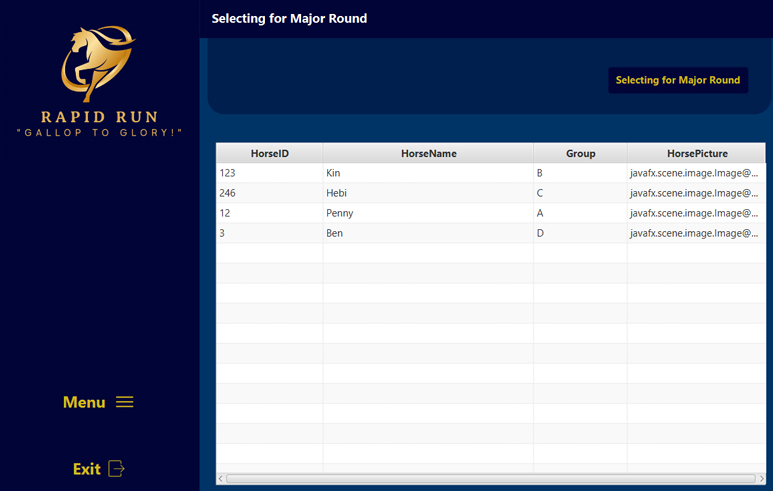 Selecting for Major Round
RAPID RUN
"GALLOP TO GLORY!"
Selecting for Major Round
HorseID HorseName Group HorsePicture
123 Kin B javafx.scene.image.Image@...
246 Hebi C javafx.scene.image.Image@...
12 Penny A javafx.scene.image.Image@...
3 Ben D javafx.scene.image.Image@...
Menu
Exit